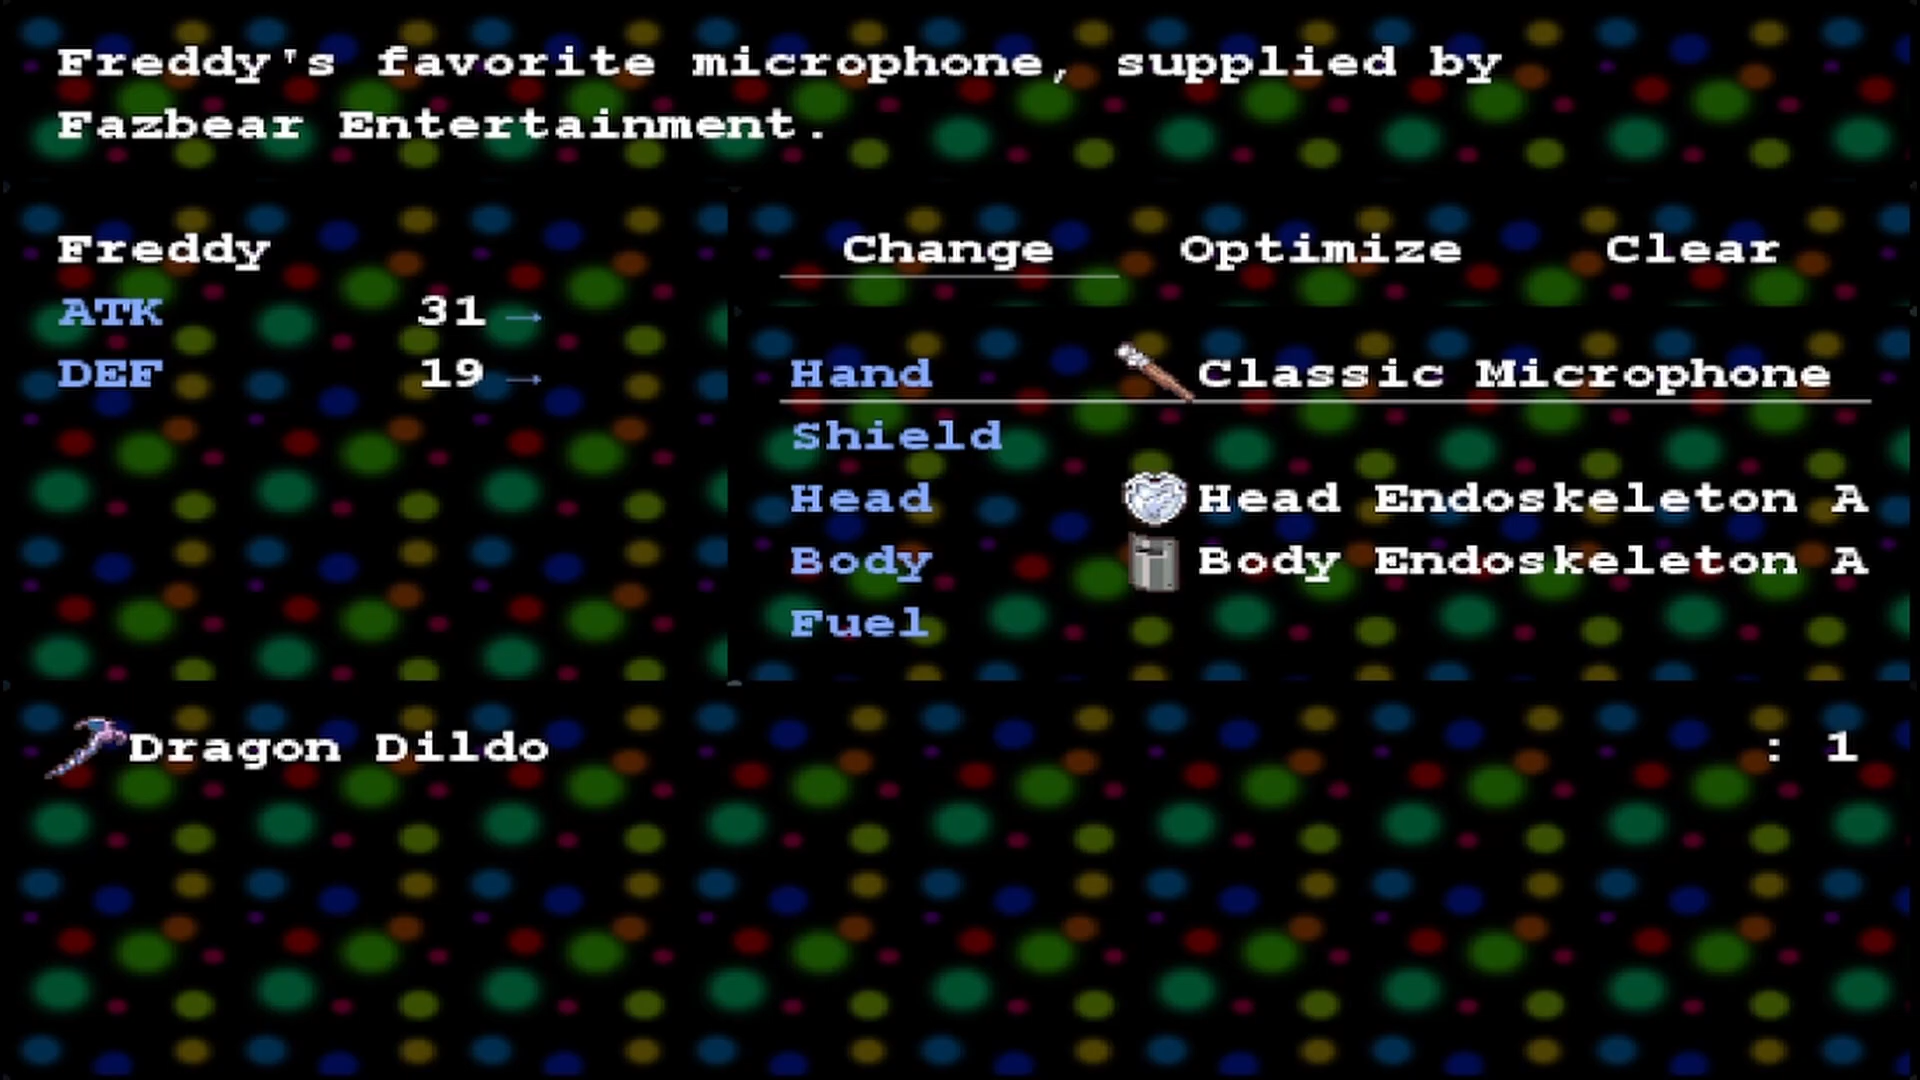 Freddy's favorite microphone, supplied by
Fazbear Entertainment.
Freddy
ATK 31 →
DEF 19 →
Change Optimize Clear
Hand Classic Microphone
Shield
Head Head Endoskeleton A
Body Body Endoskeleton A
Fuel
Dragon Dildo : 1